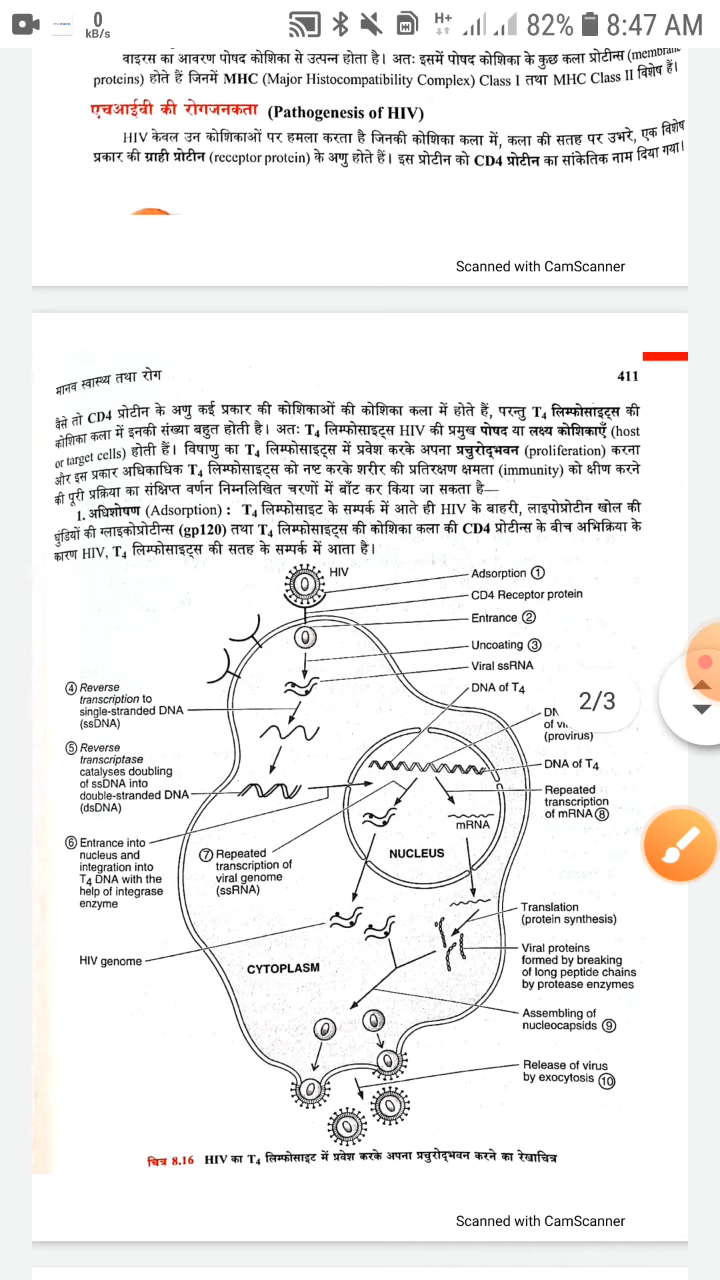 0
kB/s
H+
82%
8:47 AM
वाइरस का आवरण पोषद कोशिका से उत्पन्न होता है। अतः इसमें पोषद कोशिका के कुछ कला प्रोटीन्स (membrane
proteins) होते हैं जिनमें MHC (Major Histocompatibility Complex) Class I तथा MHC Class II विशेष हैं।
एचआईवी की रोगजनकता (Pathogenesis of HIV)
HIV केवल उन कोशिकाओं पर हमला करता है जिनकी कोशिका कला में, कला की सतह पर उभरे, एक विशेष
प्रकार की ग्राही प्रोटीन (receptor protein) के अणु होते हैं। इस प्रोटीन को CD4 प्रोटीन का सांकेतिक नाम दिया गया।
Scanned with CamScanner
मानव स्वास्थ्य तथा रोग
411
वैसे तो CD4 प्रोटीन के अणु कई प्रकार की कोशिकाओं की कोशिका कला में होते हैं, परन्तु T4 लिम्फोसाइट्स की
कोशिका कला में इनकी संख्या बहुत होती है। अतः T4 लिम्फोसाइट्स HIV की प्रमुख पोषद या लक्ष्य कोशिकाएँ (host
or target cells) होती हैं। विषाणु का T4 लिम्फोसाइट्स में प्रवेश करके अपना प्रचुरोद्भवन (proliferation) करना
और इस प्रकार अधिकाधिक T4 लिम्फोसाइट्स को नष्ट करके शरीर की प्रतिरक्षण क्षमता (immunity) को क्षीण करने
की पूरी प्रक्रिया का संक्षिप्त वर्णन निम्नलिखित चरणों में बाँट कर किया जा सकता है—
1. अधिशोषण (Adsorption) : T4 लिम्फोसाइट के सम्पर्क में आते ही HIV के बाहरी, लाइपोप्रोटीन खोल की
घुंडियों की ग्लाइकोप्रोटीन्स (gp120) तथा T4 लिम्फोसाइट्स की कोशिका कला की CD4 प्रोटीन्स के बीच अभिक्रिया के
कारण HIV, T4 लिम्फोसाइट्स की सतह के सम्पर्क में आता है।
HIV
Adsorption ①
CD4 Receptor protein
Entrance ②
Uncoating ③
Viral ssRNA
DNA of T4
2/3
of
(provirus)
DNA of T4
Repeated
transcription
of mRNA ⑧
④ Reverse
transcription to
single-stranded DNA
(ssDNA)
⑤ Reverse
transcriptase
catalyses doubling
of ssDNA into
double-stranded DNA
(dsDNA)
⑥ Entrance into
nucleus and
integration into
T4 DNA with the
help of integrase
enzyme
⑦ Repeated
transcription of
viral genome
(ssRNA)
mRNA
NUCLEUS
HIV genome
CYTOPLASM
Translation
(protein synthesis)
Viral proteins
formed by breaking
of long peptide chains
by protease enzymes
Assembling of
nucleocapsids ⑨
Release of virus
by exocytosis ⑩
चित्र 8.16 HIV का T4 लिम्फोसाइट में प्रवेश करके अपना प्रचुरोद्भवन करने का रेखाचित्र
Scanned with CamScanner